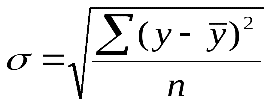 σ = √(∑(y - ȳ)² / n)